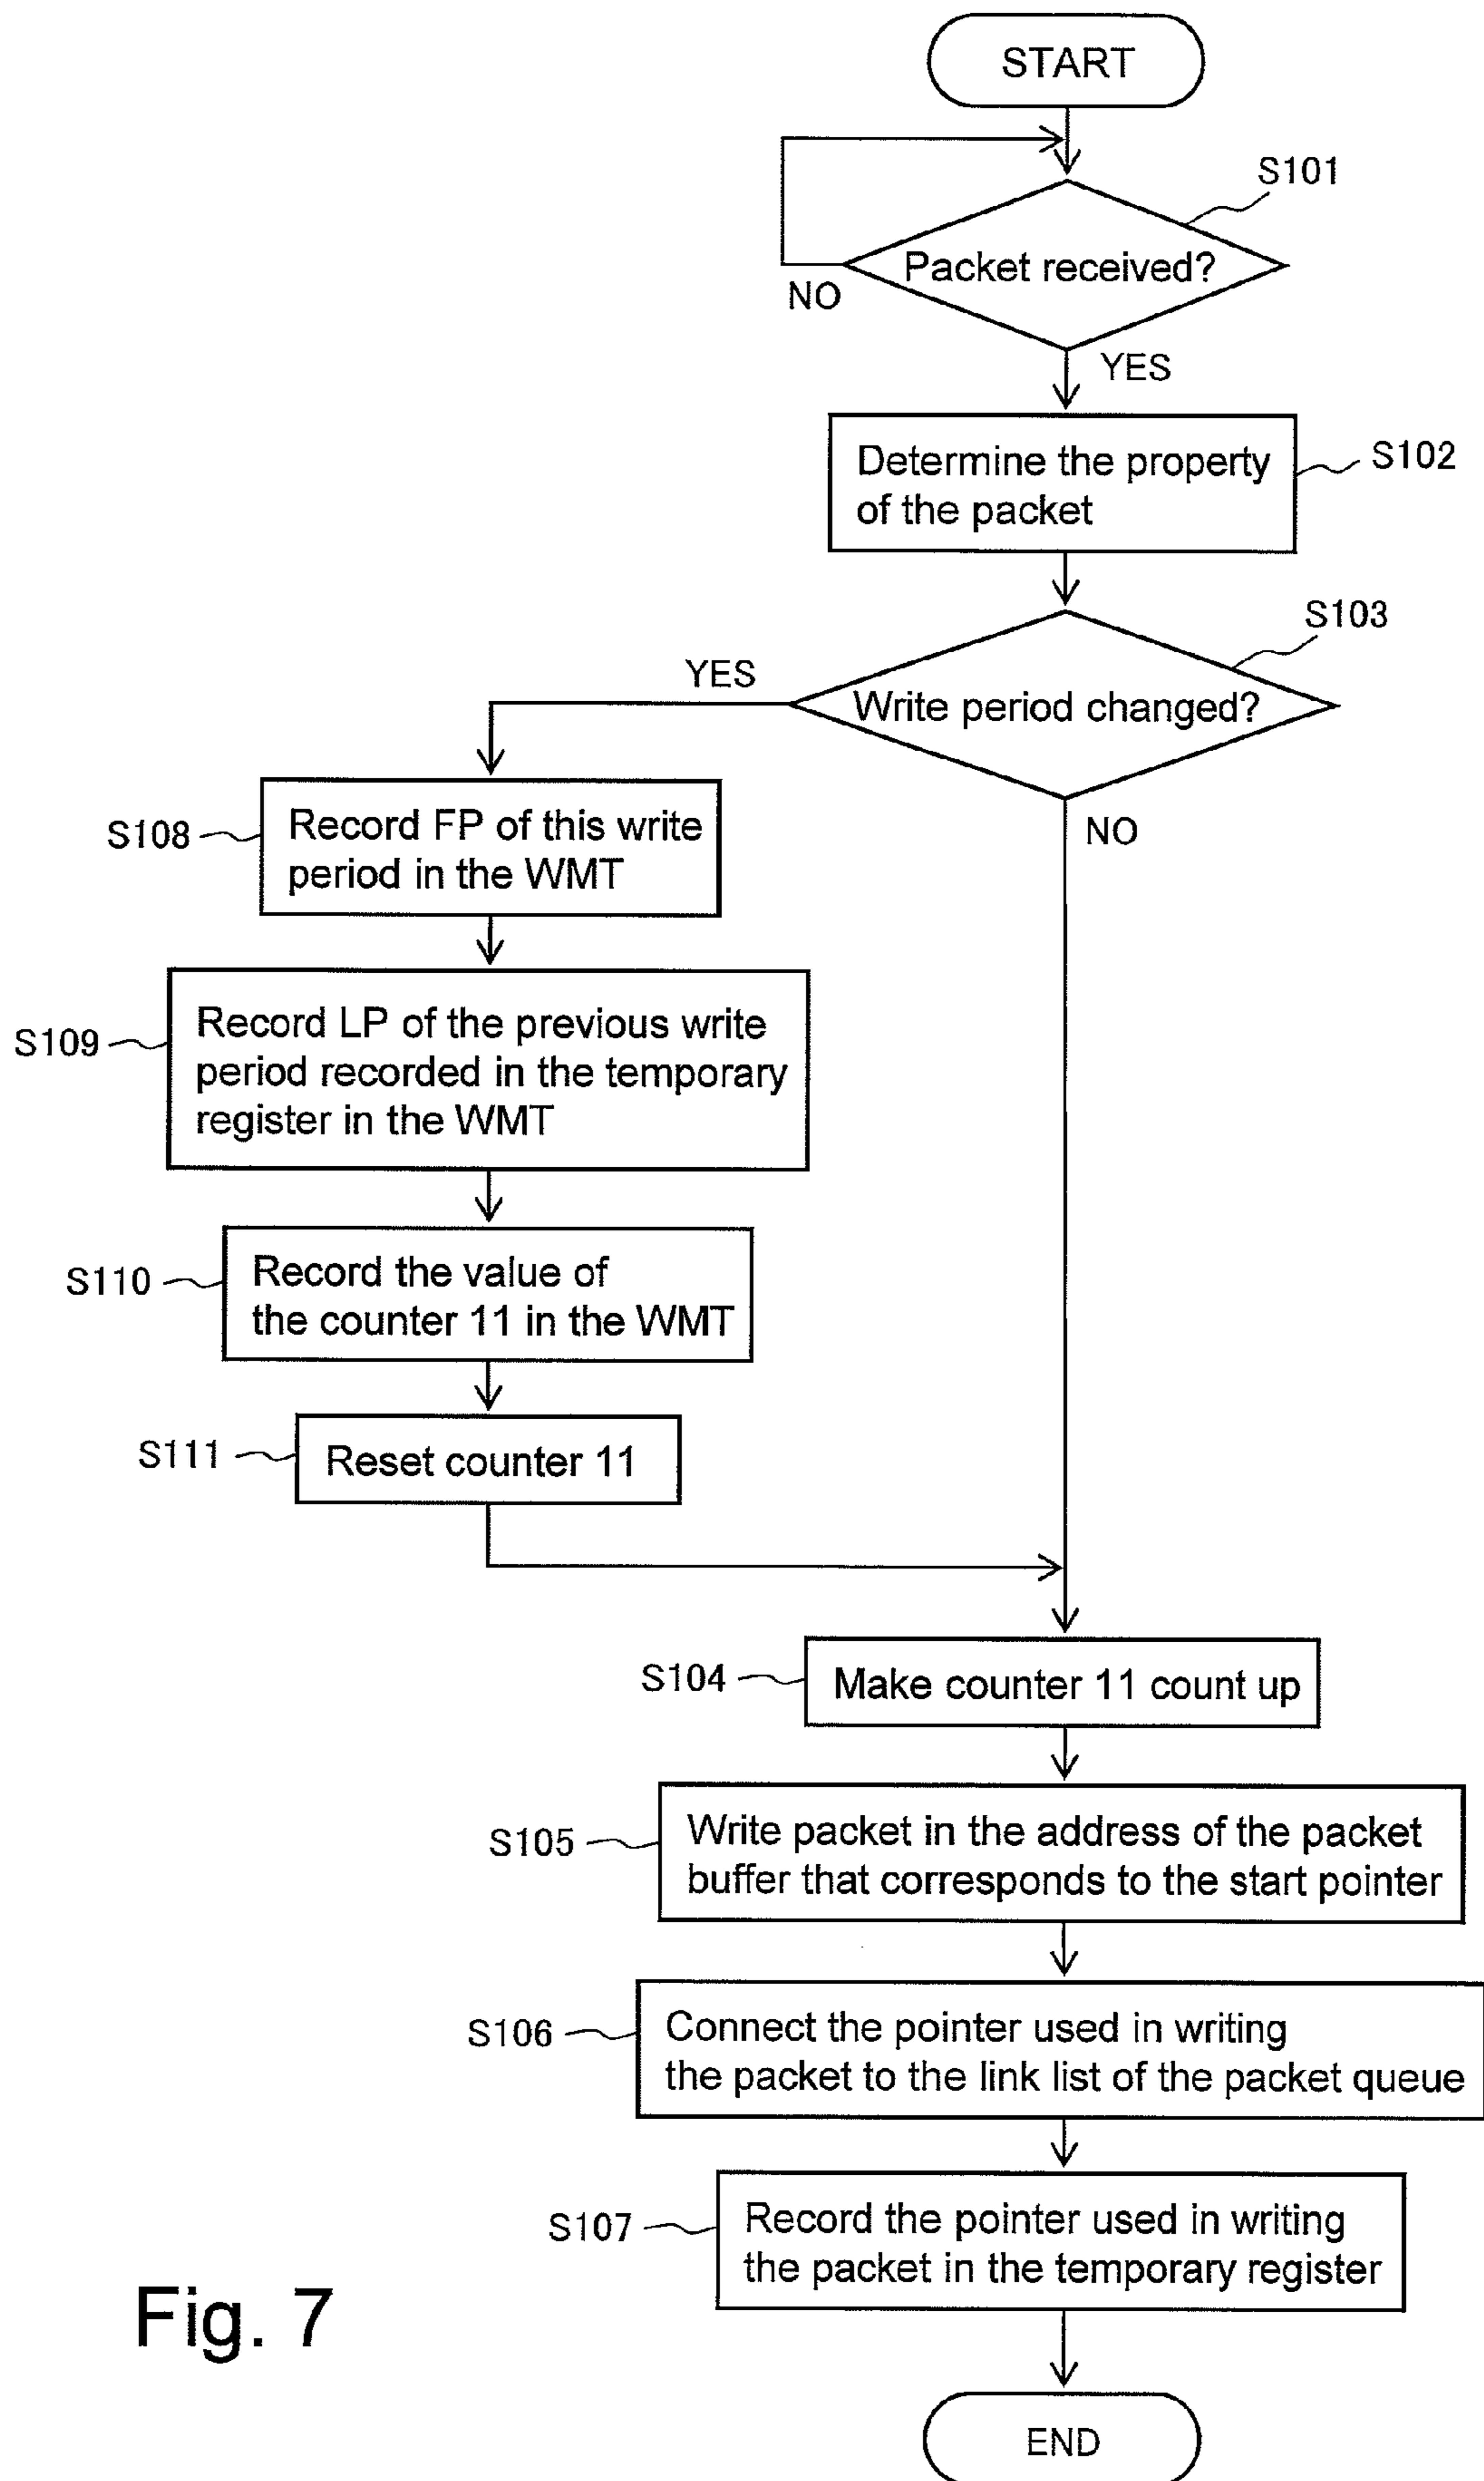 START
S101
Packet received?
NO
YES
Determine the property
of the packet
S102
S103
YES
Write period changed?
NO
S108
Record FP of this write
period in the WMT
S109
Record LP of the previous write
period recorded in the temporary
register in the WMT
S110
Record the value of
the counter 11 in the WMT
S111
Reset counter 11
S104
Make counter 11 count up
S105
Write packet in the address of the packet
buffer that corresponds to the start pointer
S106
Connect the pointer used in writing
the packet to the link list of the packet queue
S107
Record the pointer used in writing
the packet in the temporary register
Fig. 7
END